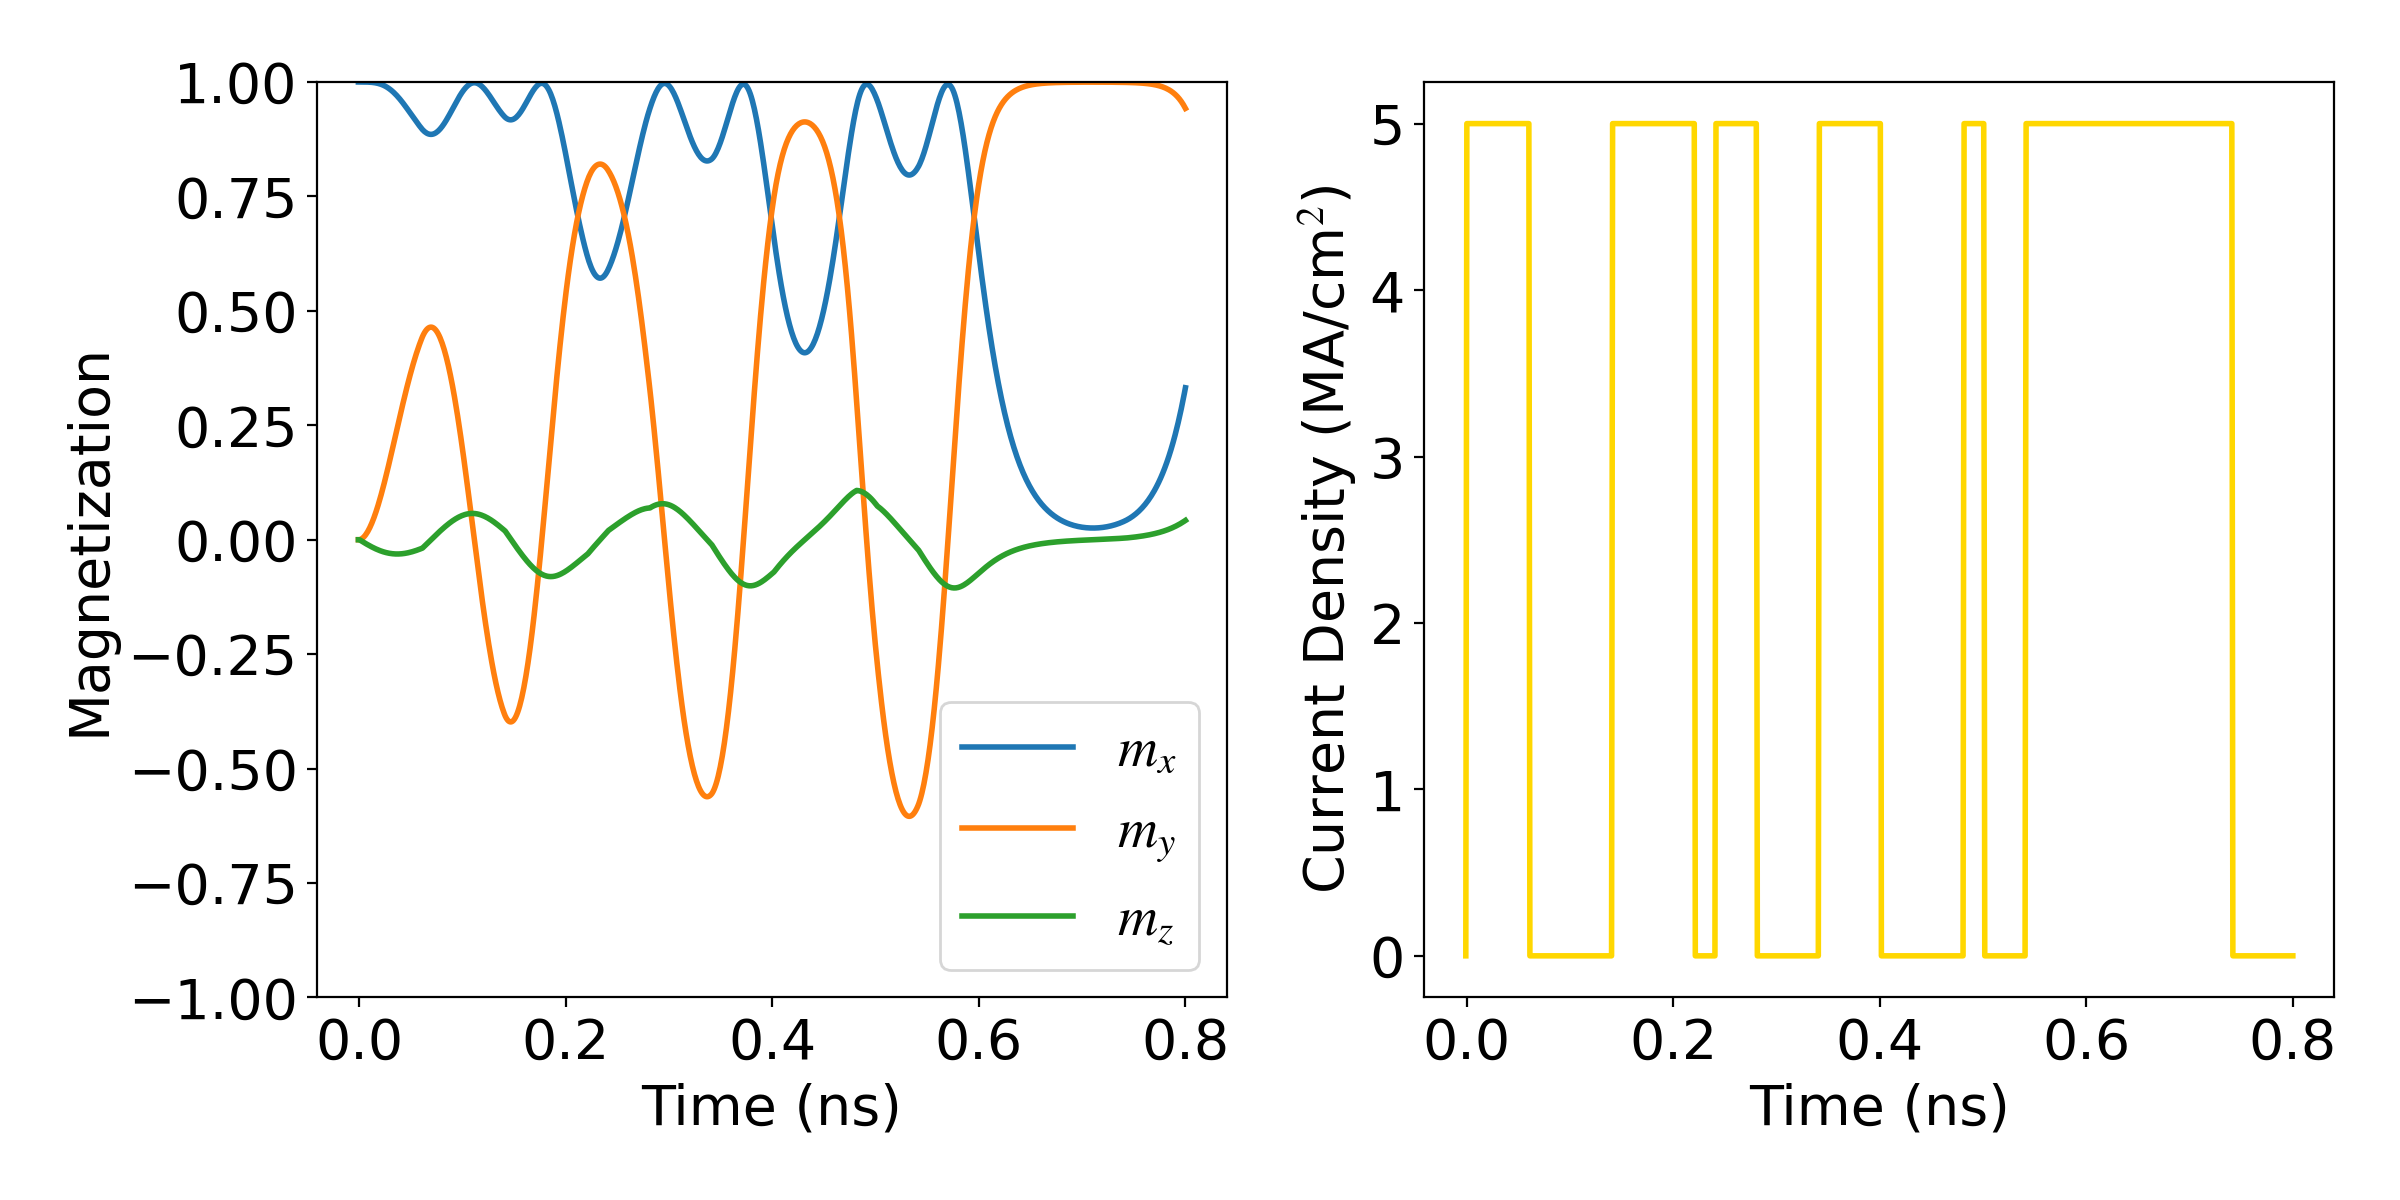 1.00
0.75
0.50
0.25
0.00
−0.25
−0.50
−0.75
−1.00
Magnetization
0.0 0.2 0.4 0.6 0.8
Time (ns)
m_x
m_y
m_z
5
4
3
2
1
0
Current Density (MA/cm²)
0.0 0.2 0.4 0.6 0.8
Time (ns)